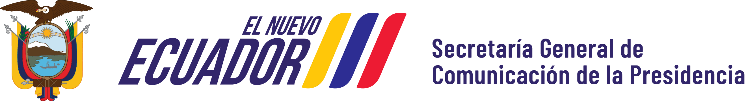 EL NUEVO
ECUADOR
Secretaría General de
Comunicación de la Presidencia